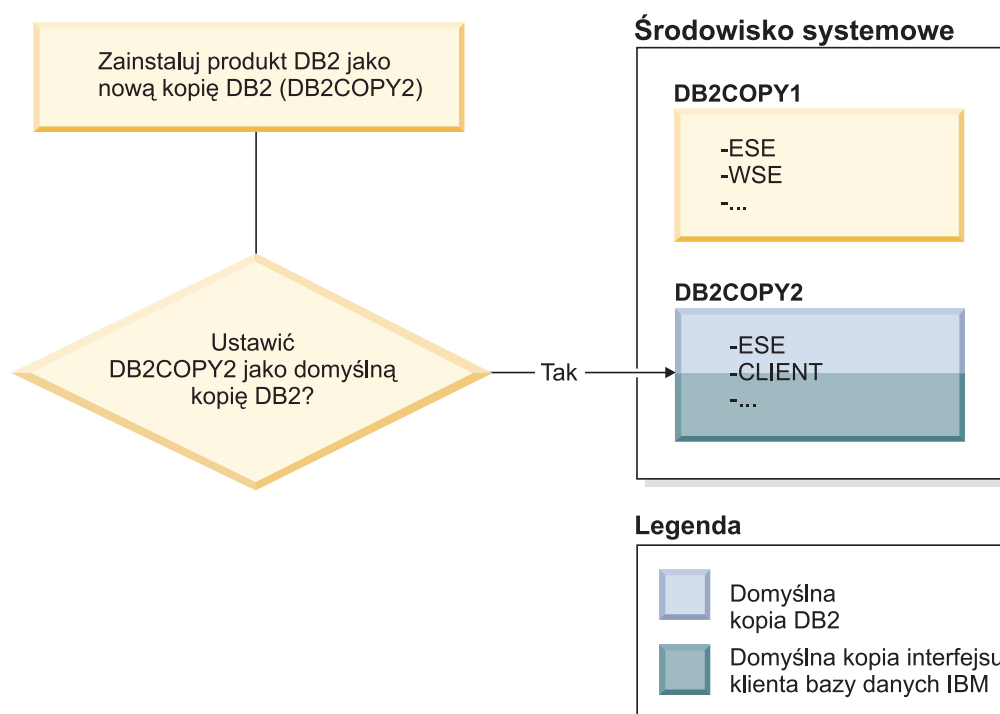 Zainstaluj produkt DB2 jako
nową kopię DB2 (DB2COPY2)
Ustawić
DB2COPY2 jako domyślną
kopię DB2?
Tak
Środowisko systemowe
DB2COPY1
-ESE
-WSE
-...
DB2COPY2
-ESE
-CLIENT
-...
Legenda
Domyślna
kopia DB2
Domyślna kopia interfejsu
klienta bazy danych IBM